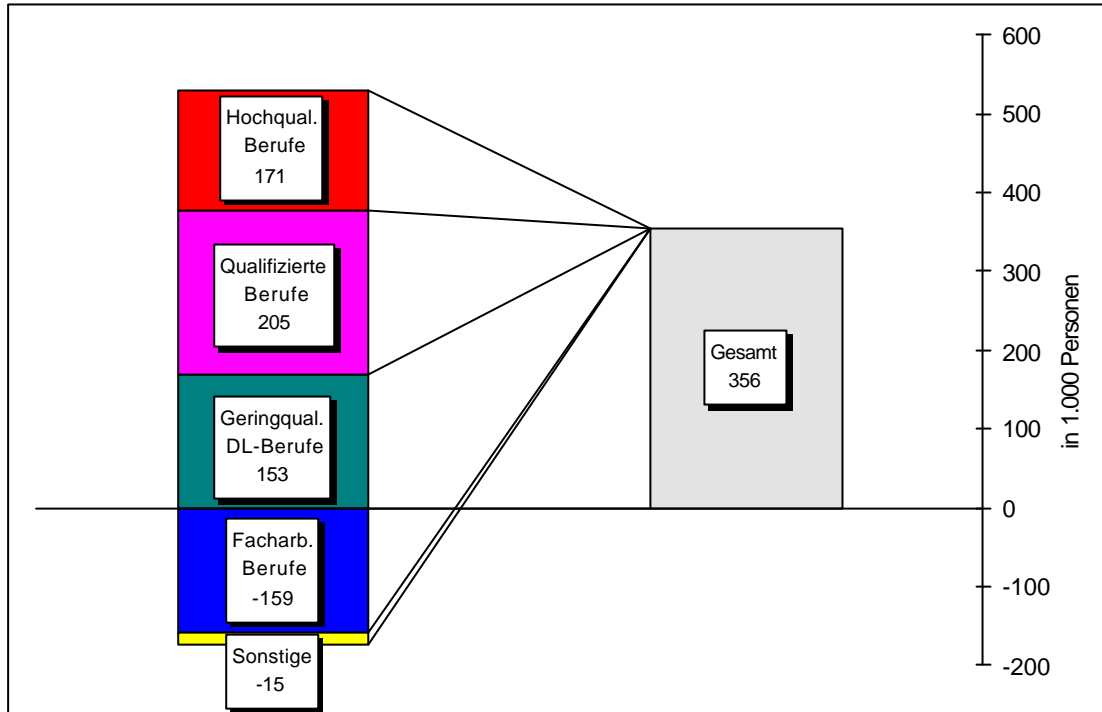 Hochqual.
Berufe
171
Qualifizierte
Berufe
205
Geringqual.
DL-Berufe
153
Facharb.
Berufe
-159
Sonstige
-15
Gesamt
356
600
500
400
300
200
100
0
-100
-200
in 1.000 Personen